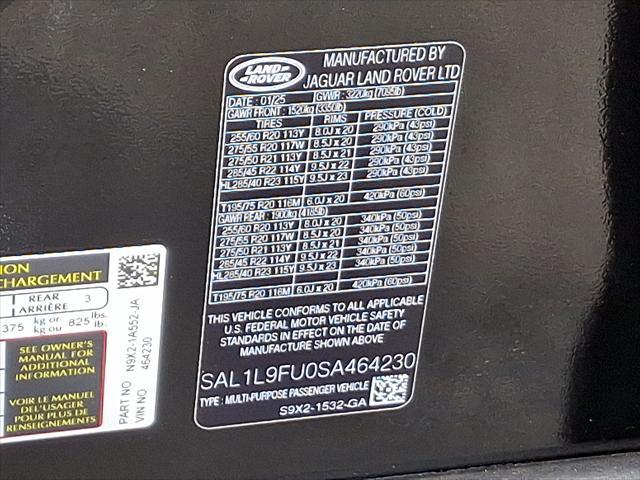 LAND ROVER
MANUFACTURED BY
JAGUAR LAND ROVER LTD
DATE : 01/25 GVWR : 3220kg (7099lb)
GAWR FRONT : 1520kg (3350lb)
TIRES RIMS PRESSURE (COLD)
255/60 R20 113Y 8.0J x 20 290kPa (43psi)
275/55 R20 117W 8.5J x 20 290kPa (43psi)
275/50 R21 113Y 8.5J x 21 290kPa (43psi)
285/45 R22 114Y 9.5J x 22 290kPa (43psi)
HL285/40 R23 115Y 9.5J x 23 290kPa (43psi)
T195/75 R20 116M 6.0J x 20 420kPa (60psi)
GAWR REAR : 1900kg (4189lb)
255/60 R20 113Y 8.0J x 20 340kPa (50psi)
275/55 R20 117W 8.5J x 20 340kPa (50psi)
275/50 R21 113Y 8.5J x 21 340kPa (50psi)
285/45 R22 114Y 9.5J x 22 340kPa (50psi)
HL285/40 R23 115Y 9.5J x 23 340kPa (50psi)
T195/75 R20 116M 6.0J x 20 420kPa (60psi)
THIS VEHICLE CONFORMS TO ALL APPLICABLE
U.S. FEDERAL MOTOR VEHICLE SAFETY
STANDARDS IN EFFECT ON THE DATE OF
MANUFACTURE SHOWN ABOVE
SAL1L9FU0SA464230
TYPE : MULTI-PURPOSE PASSENGER VEHICLE
S9X2-1532-GA
REAR 3
ARRIÈRE
375 kg or 825 lbs.
kg ou lb.
SEE OWNER'S
MANUAL FOR
ADDITIONAL
INFORMATION
VOIR LE MANUEL
DEL'USAGER
POUR PLUS DE
RENSEIGNEMENTS
PART NO N9X2-1A552-JA
VIN NO 464230